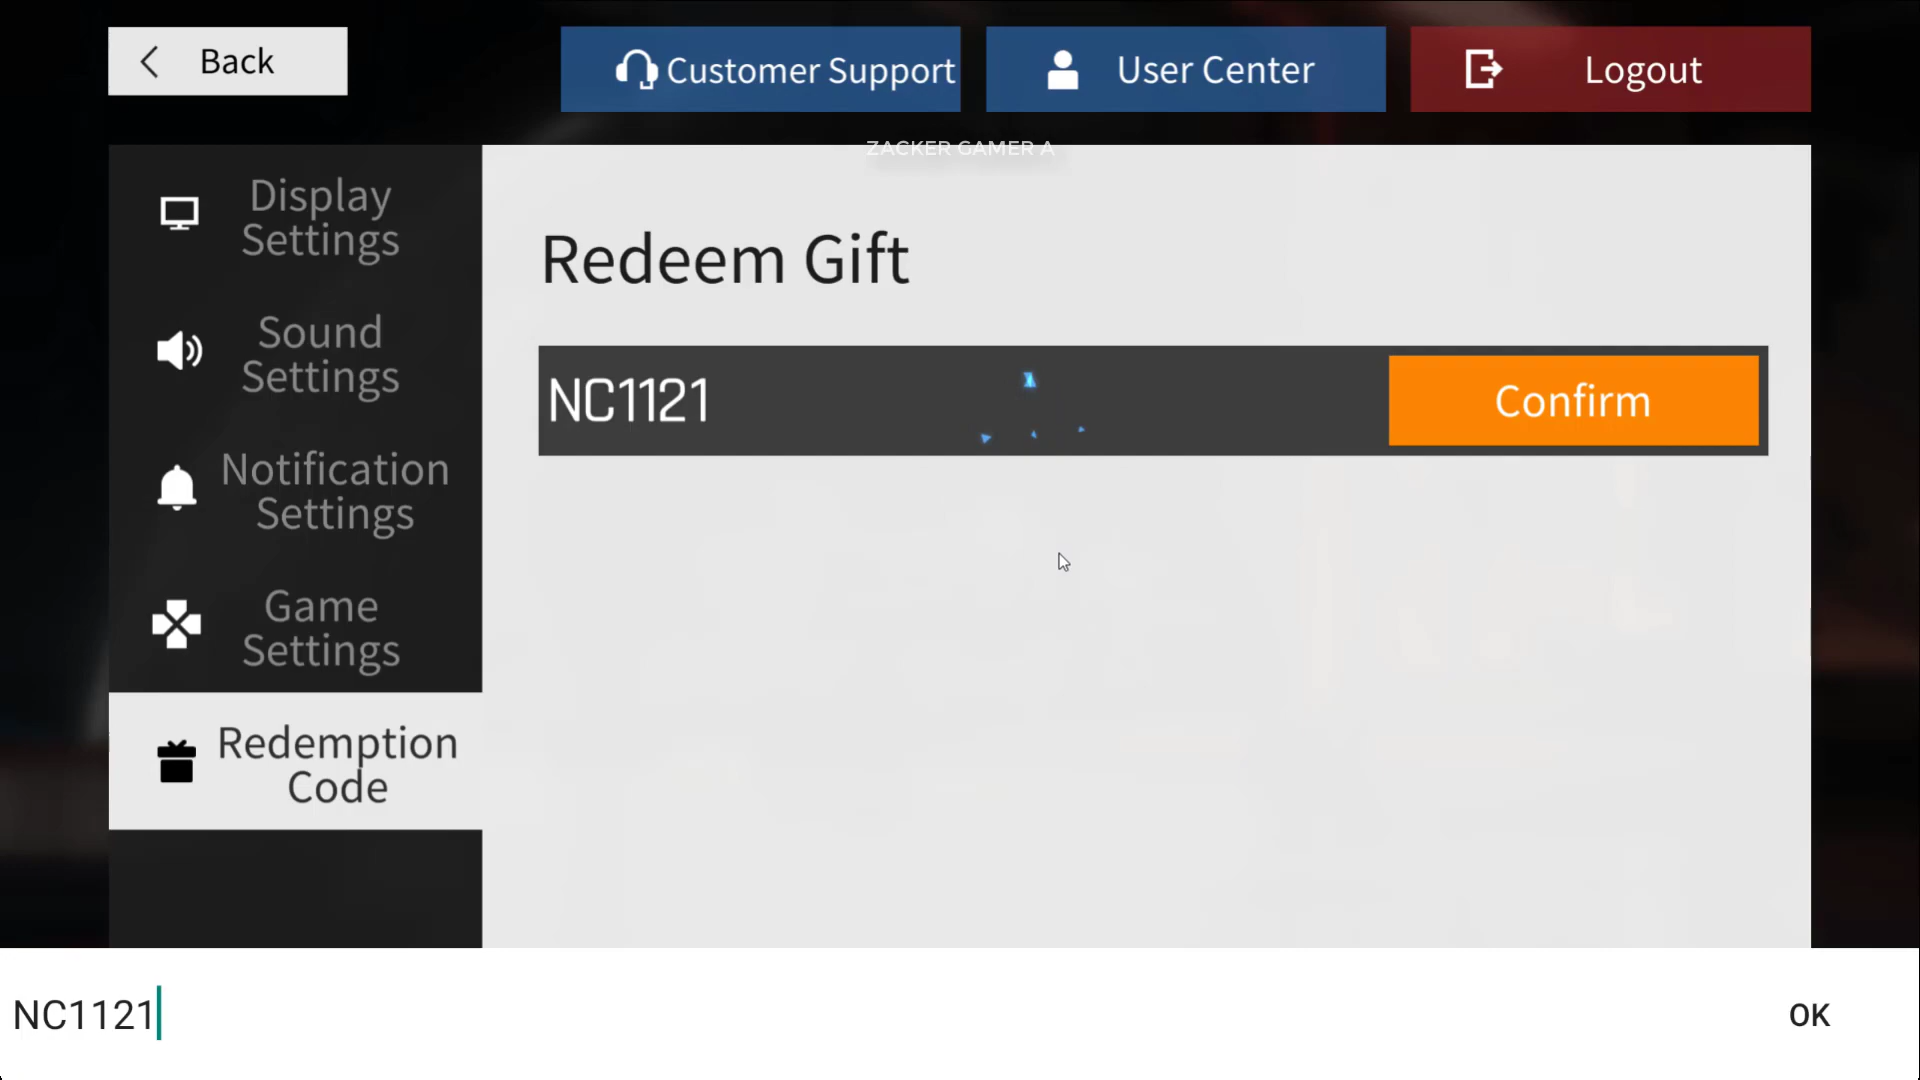 Back
Customer Support
User Center
Logout
ZACKER GAMER A
Display
Settings
Sound
Settings
Notification
Settings
Game
Settings
Redemption
Code
Redeem Gift
NC1121
Confirm
NC1121
OK